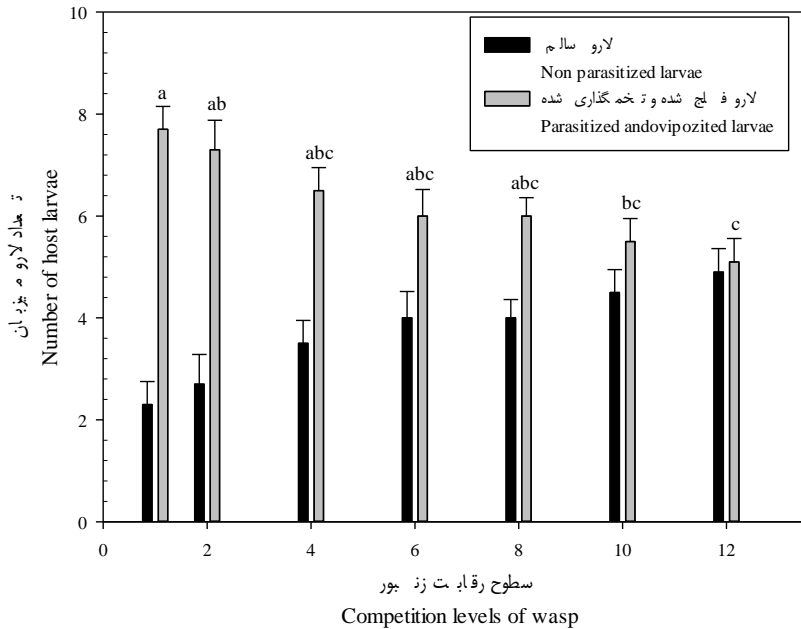 10
8
6
4
2
0
تعداد لارو میزبان
Number of host larvae
لارو سالم
Non parasitized larvae
لارو فلج شده و تخمگذاری شده
Parasitized andovipozited larvae
a
ab
abc
abc
abc
bc
c
0 2 4 6 8 10 12
سطوح رقابت زنبور
Competition levels of wasp